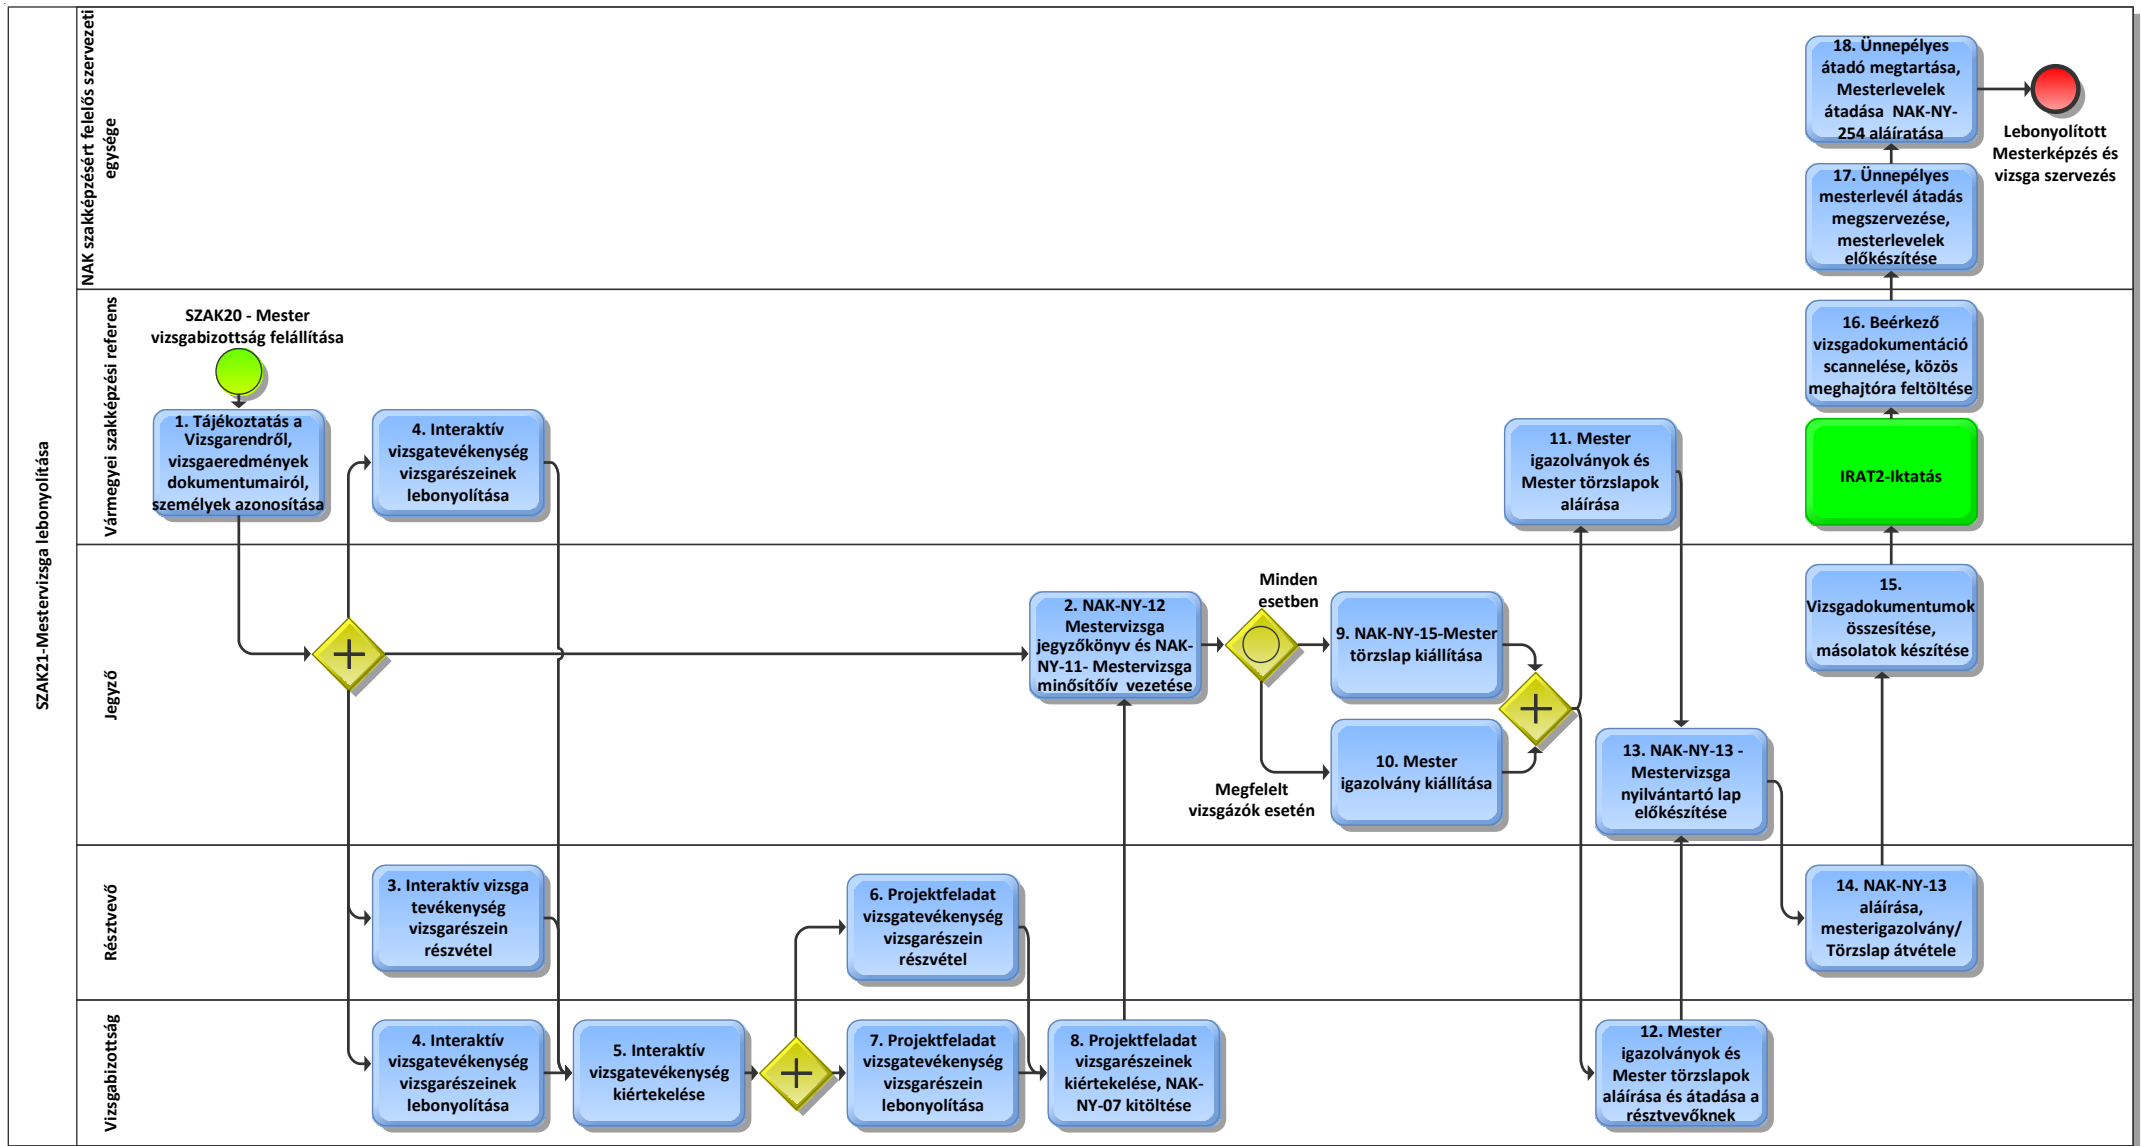 SZAK21-Mestervizsga lebonyolítása
NAK szakképzésért felelős szervezeti
egysége
18. Ünnepélyes
átadó megtartása,
Mesterlevelek
átadása  NAK-NY-
254 aláíratása
Lebonyolított
Mesterképzés és
vizsga szervezés
17. Ünnepélyes
mesterlevél átadás
megszervezése,
mesterlevelek
előkészítése
Vármegyei szakképzési referens
SZAK20 - Mester
vizsgabizottság felállítása
1. Tájékoztatás a
Vizsgarendről,
vizsgaeredmények
dokumentumairól,
személyek azonosítása
4. Interaktív
vizsgatevékenység
vizsgarészeinek
lebonyolítása
11. Mester
igazolványok és
Mester törzslapok
aláírása
16. Beérkező
vizsgadokumentáció
scannelése, közös
meghajtóra feltöltése
IRAT2-Iktatás
Jegyző
2. NAK-NY-12
Mestervizsga
jegyzőkönyv és NAK-
NY-11- Mestervizsga
minősítőív  vezetése
Minden
esetben
9. NAK-NY-15-Mester
törzslap kiállítása
Megfelelt
vizsgázók esetén
10. Mester
igazolvány kiállítása
13. NAK-NY-13 -
Mestervizsga
nyilvántartó lap
előkészítése
15.
Vizsgadokumentumok
összesítése,
másolatok készítése
Résztvevő
3. Interaktív vizsga
tevékenység
vizsgarészein
részvétel
6. Projektfeladat
vizsgatevékenység
vizsgarészein
részvétel
14. NAK-NY-13
aláírása,
mesterigazolvány/
Törzslap átvétele
Vizsgabizottság
4. Interaktív
vizsgatevékenység
vizsgarészeinek
lebonyolítása
5. Interaktív
vizsgatevékenység
kiértekelése
7. Projektfeladat
vizsgatevékenység
vizsgarészein
lebonyolítása
8. Projektfeladat
vizsgarészeinek
kiértekelése, NAK-
NY-07 kitöltése
12. Mester
igazolványok és
Mester törzslapok
aláírása és átadása a
résztvevőknek